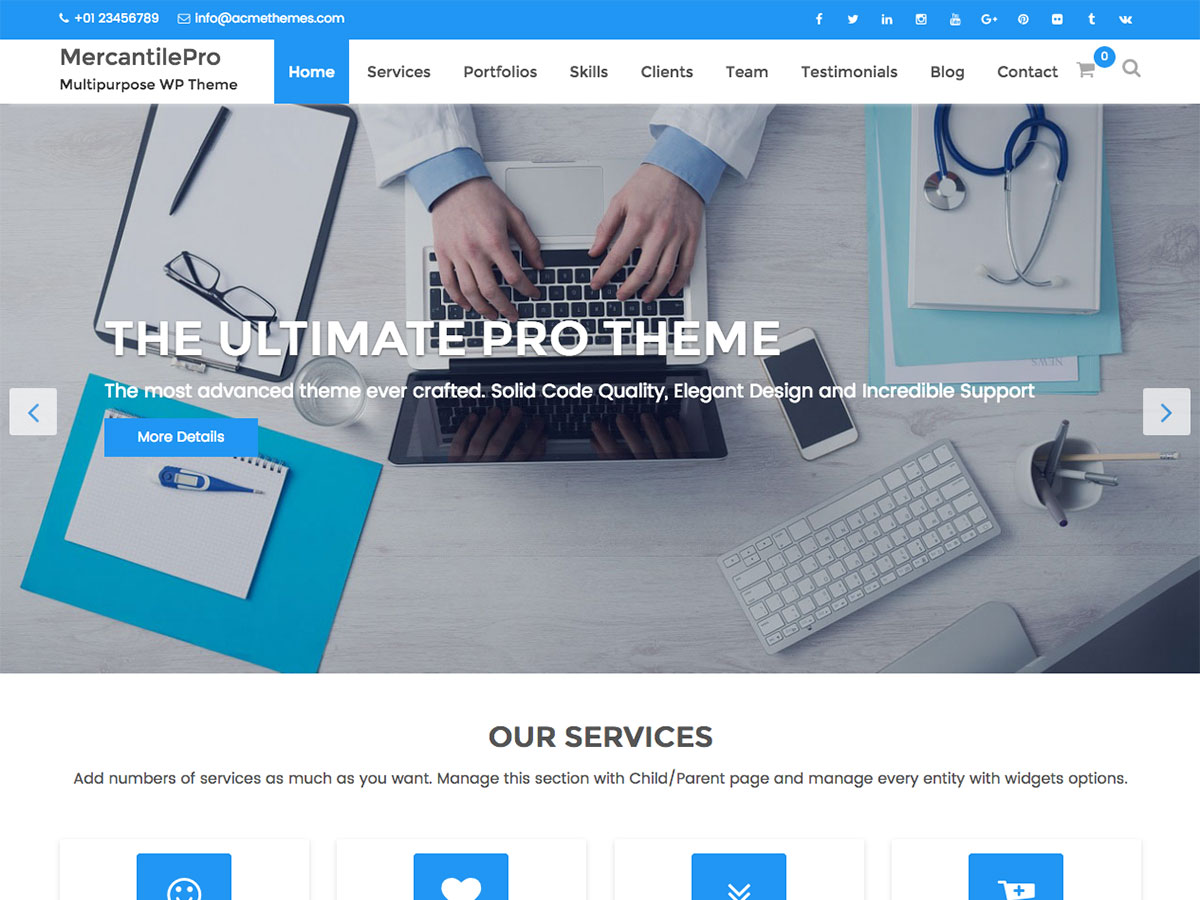 +01 23456789 info@acmethemes.com
MercantilePro
Multipurpose WP Theme
Home Services Portfolios Skills Clients Team Testimonials Blog Contact 0
THE ULTIMATE PRO THEME
The most advanced theme ever crafted. Solid Code Quality, Elegant Design and Incredible Support
More Details
NEWS
OUR SERVICES
Add numbers of services as much as you want. Manage this section with Child/Parent page and manage every entity with widgets options.